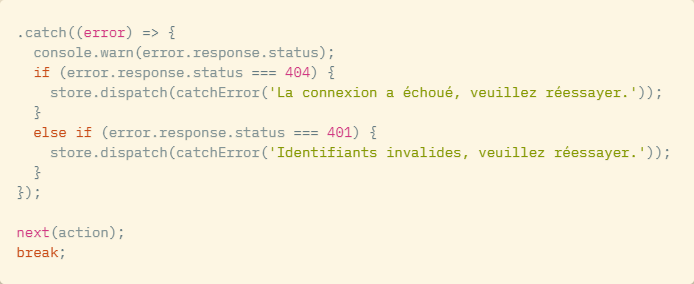 .catch((error) => {
  console.warn(error.response.status);
  if (error.response.status === 404) {
    store.dispatch(catchError('La connexion a échoué, veuillez réessayer.'));
  }
  else if (error.response.status === 401) {
    store.dispatch(catchError('Identifiants invalides, veuillez réessayer.'));
  }
});

next(action);
break;